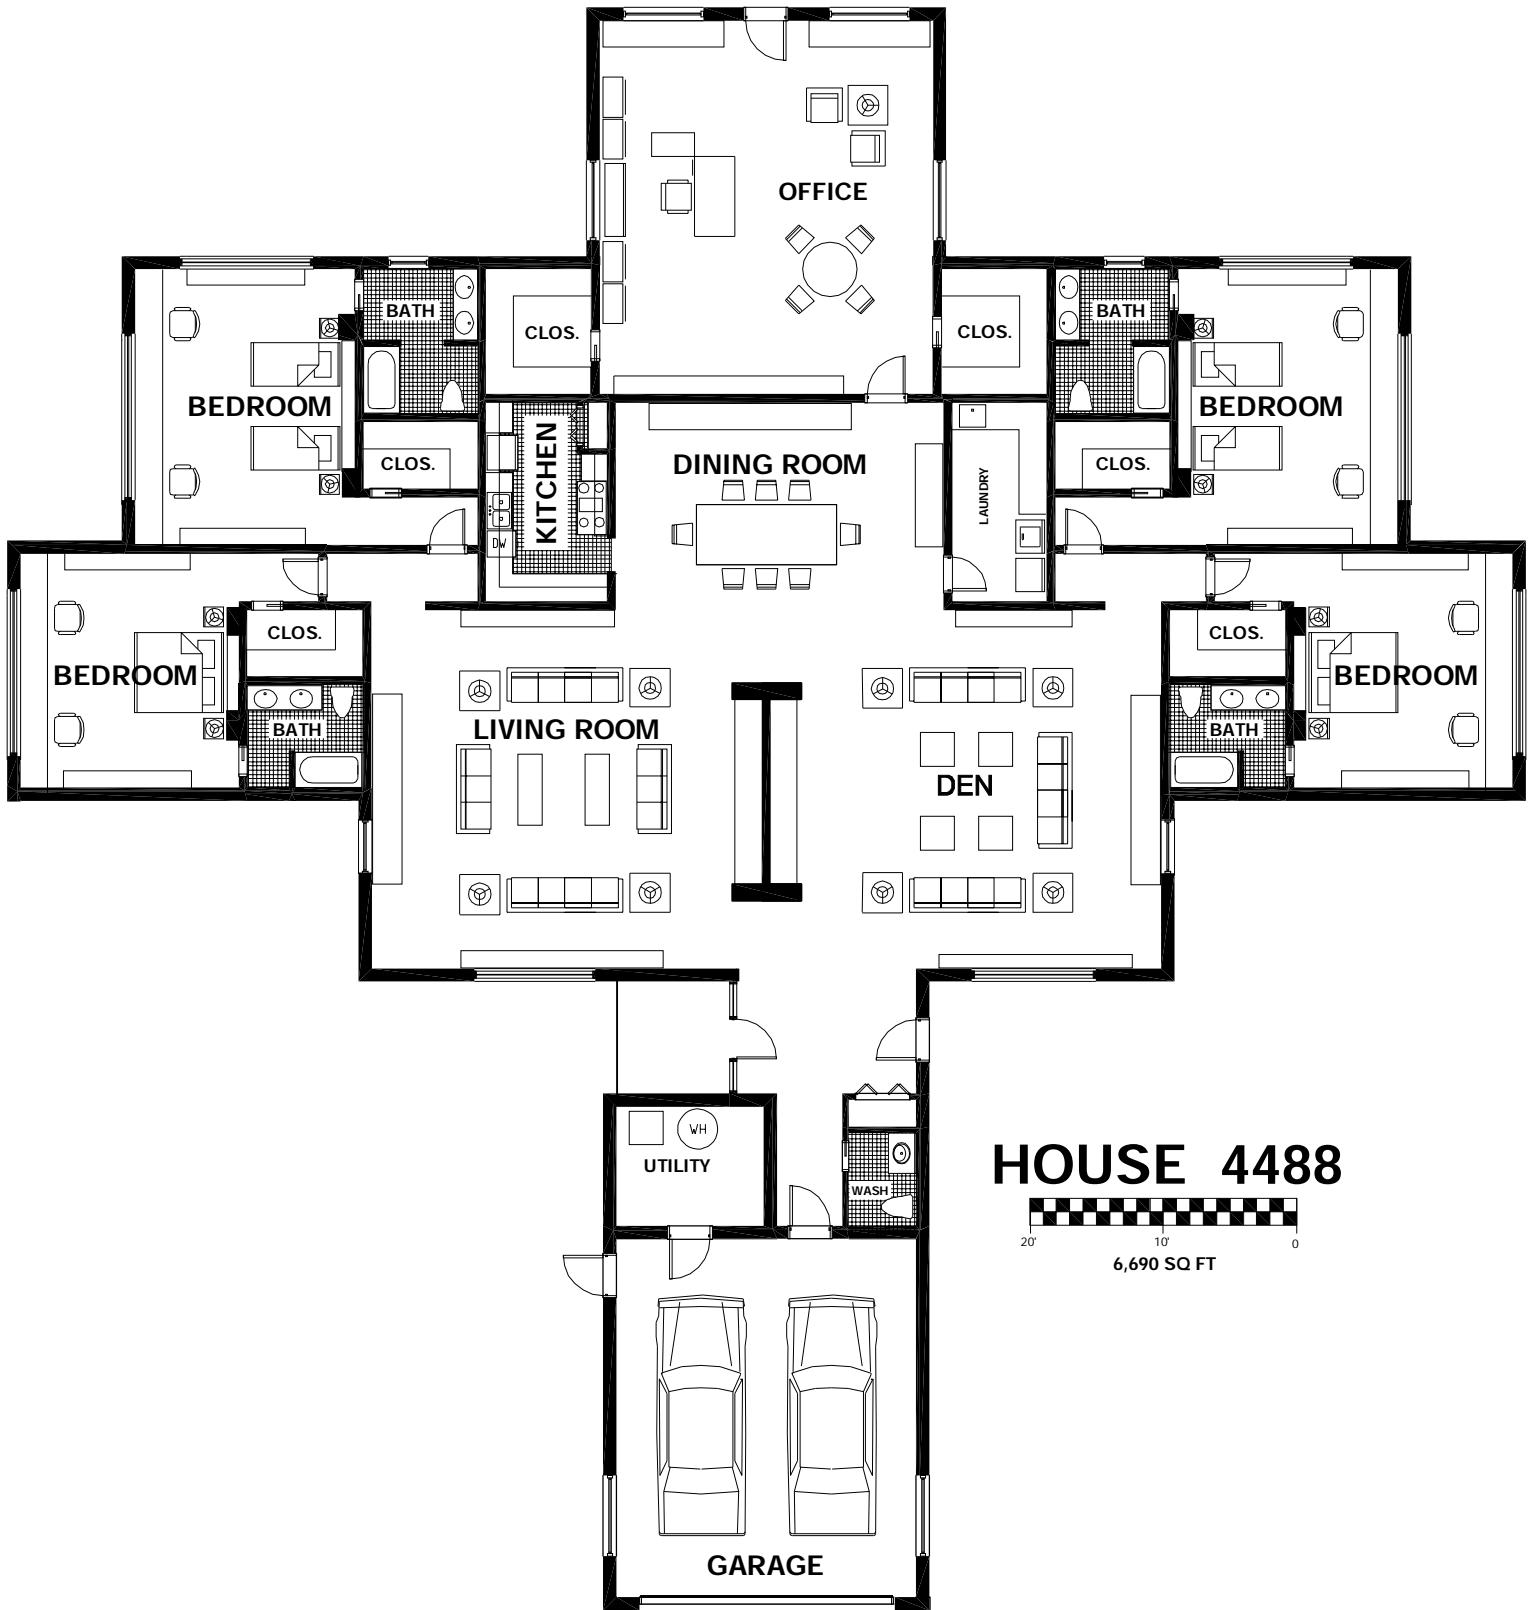 OFFICE
BATH
CLOS.
CLOS.
BATH
BEDROOM
BEDROOM
KITCHEN
DINING ROOM
CLOS.
CLOS.
LAUNDRY
DW
CLOS.
CLOS.
BEDROOM
BEDROOM
LIVING ROOM
BATH
BATH
DEN
WH
UTILITY
WASH
HOUSE 4488
20' 10' 0
6,690 SQ FT
GARAGE